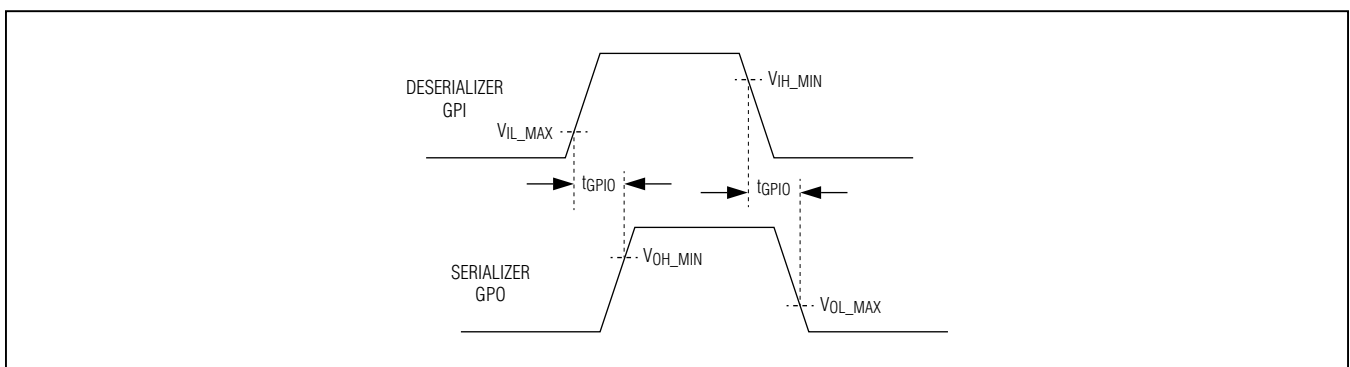 DESERIALIZER
GPI
VIH_MIN
VIL_MAX
tGPIO
tGPIO
SERIALIZER
GPO
VOH_MIN
VOL_MAX